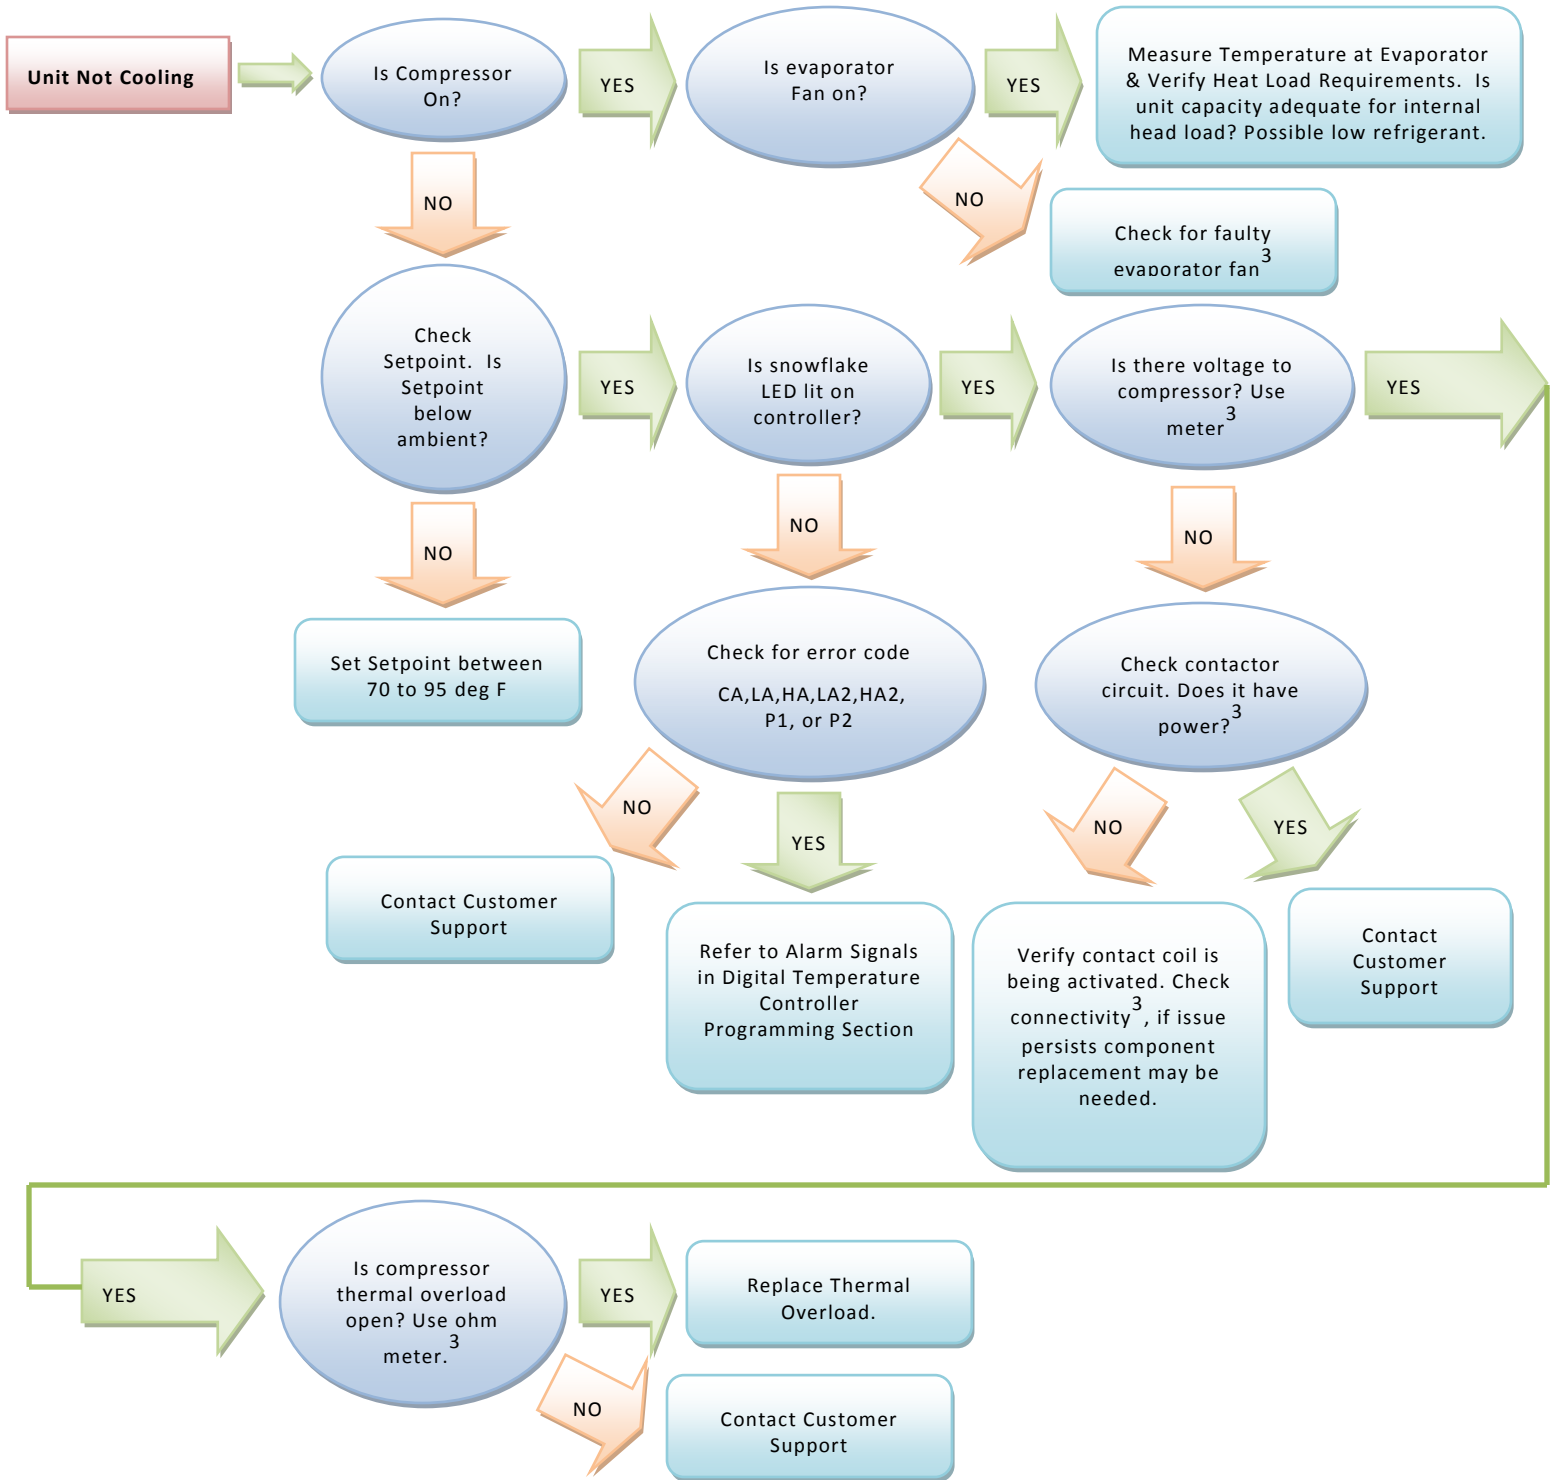 Unit Not Cooling
Is Compressor
On?
YES
Is evaporator
Fan on?
YES
Measure Temperature at Evaporator
& Verify Heat Load Requirements.  Is
unit capacity adequate for internal
head load? Possible low refrigerant.
NO
NO
Check for faulty
evaporator fan3
Check
Setpoint.  Is
Setpoint
below
ambient?
YES
Is snowflake
LED lit on
controller?
YES
Is there voltage to
compressor? Use
meter3
YES
NO
NO
NO
Set Setpoint between
70 to 95 deg F
Check for error code
CA,LA,HA,LA2,HA2,
P1, or P2
Check contactor
circuit. Does it have
power?3
NO
YES
NO
YES
Contact Customer
Support
Refer to Alarm Signals
in Digital Temperature
Controller
Programming Section
Verify contact coil is
being activated. Check
connectivity3, if issue
persists component
replacement may be
needed.
Contact
Customer
Support
YES
Is compressor
thermal overload
open? Use ohm
meter.3
YES
Replace Thermal
Overload.
NO
Contact Customer
Support